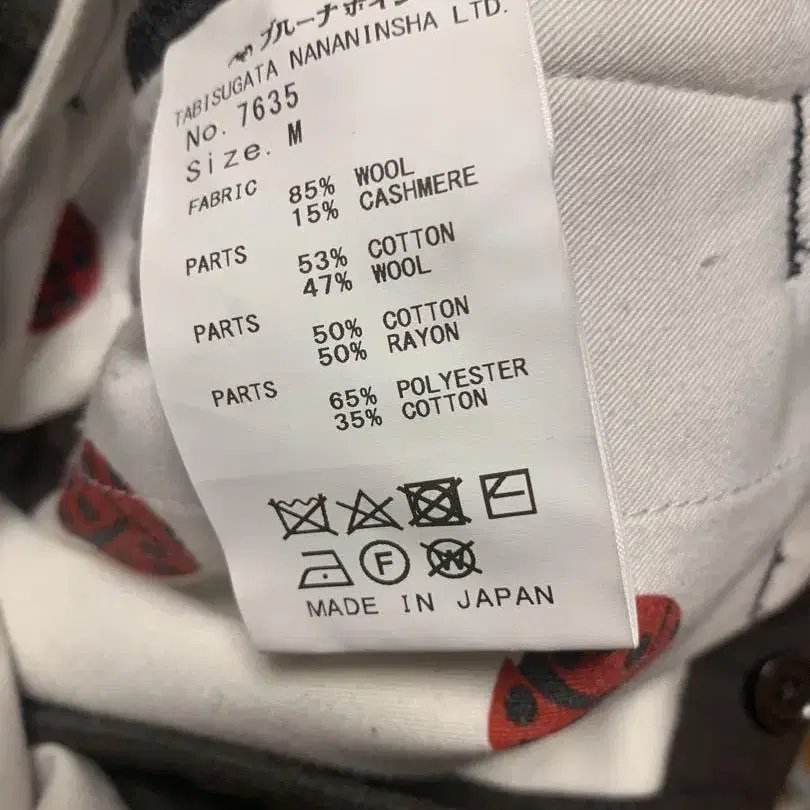 ブルーナボイン
TABISUGATA NANANINSHA LTD.
No. 7635
Size. M
FABRIC 85% WOOL
15% CASHMERE
PARTS 53% COTTON
47% WOOL
PARTS 50% COTTON
50% RAYON
PARTS 65% POLYESTER
35% COTTON
F W
MADE IN JAPAN